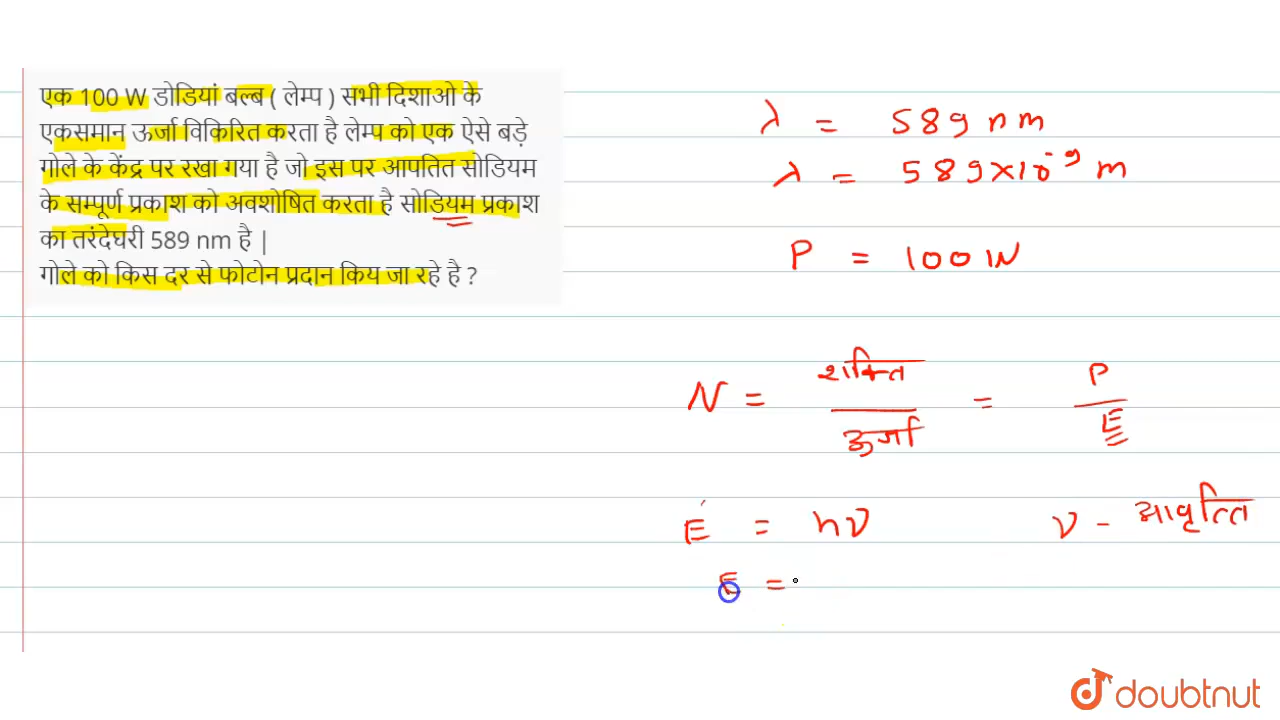 एक 100 W डोडियां बल्ब ( लेम्प ) सभी दिशाओ के
एकसमान ऊर्जा विकिरित करता है लेम्प को एक ऐसे बड़े
गोले के केंद्र पर रखा गया है जो इस पर आपतित सोडियम
के सम्पूर्ण प्रकाश को अवशोषित करता है सोडियम प्रकाश
का तरंदेघरी 589 nm है |
गोले को किस दर से फोटोन प्रदान किय जा रहे है ?
λ = 589 nm
λ = 589×10⁻⁹ m
P = 100 W
N = शक्ति / ऊर्जा = P / E
E = hν ν - आवृत्ति
E =
doubtnut